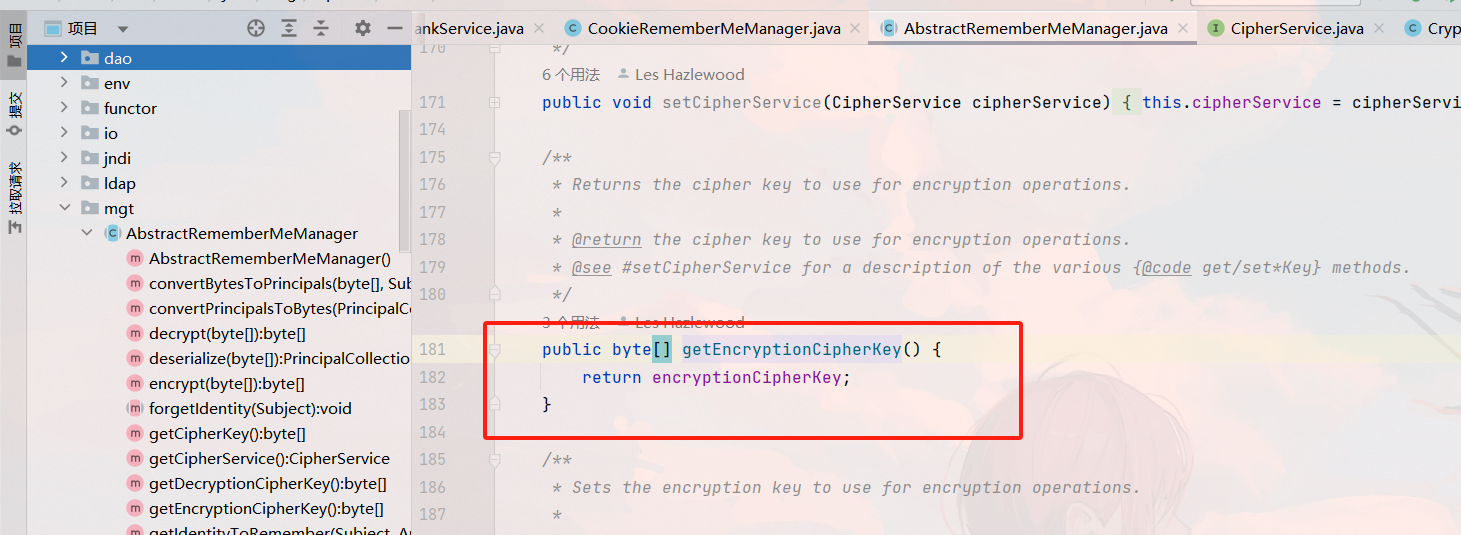 项目
提交
拉取请求
项目
ankService.java
CookieRememberMeManager.java
AbstractRememberMeManager.java
CipherService.java
Cryp
dao
env
functor
io
jndi
ldap
mgt
AbstractRememberMeManager
AbstractRememberMeManager()
convertBytesToPrincipals(byte[], Sub
convertPrincipalsToBytes(PrincipalCo
decrypt(byte[]):byte[]
deserialize(byte[]):PrincipalCollection
encrypt(byte[]):byte[]
forgetIdentity(Subject):void
getCipherKey():byte[]
getCipherService():CipherService
getDecryptionCipherKey():byte[]
getEncryptionCipherKey():byte[]
getIdentityToRemember(Subject, A
170 */
6 个用法 Les Hazlewood
171 public void setCipherService(CipherService cipherService) { this.cipherService = cipherServi
174
175 /**
176 * Returns the cipher key to use for encryption operations.
177 *
178 * @return the cipher key to use for encryption operations.
179 * @see #setCipherService for a description of the various {@code get/set*Key} methods.
180 */
3 个用法 Les Hazlewood
181 public byte[] getEncryptionCipherKey() {
182 return encryptionCipherKey;
183 }
184
185 /**
186 * Sets the encryption key to use for encryption operations.
187 *